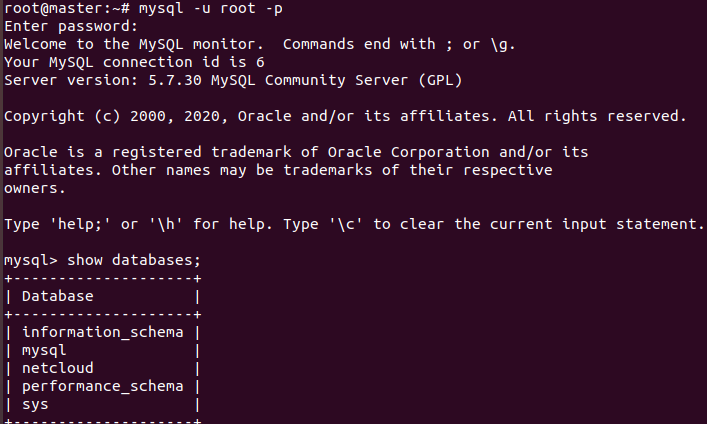 root@master:~# mysql -u root -p
Enter password:
Welcome to the MySQL monitor.  Commands end with ; or \g.
Your MySQL connection id is 6
Server version: 5.7.30 MySQL Community Server (GPL)
Copyright (c) 2000, 2020, Oracle and/or its affiliates. All rights reserved.
Oracle is a registered trademark of Oracle Corporation and/or its
affiliates. Other names may be trademarks of their respective
owners.
Type 'help;' or '\h' for help. Type '\c' to clear the current input statement.
mysql> show databases;
+--------------------+
| Database           |
+--------------------+
| information_schema |
| mysql              |
| netcloud           |
| performance_schema |
| sys                |
+--------------------+